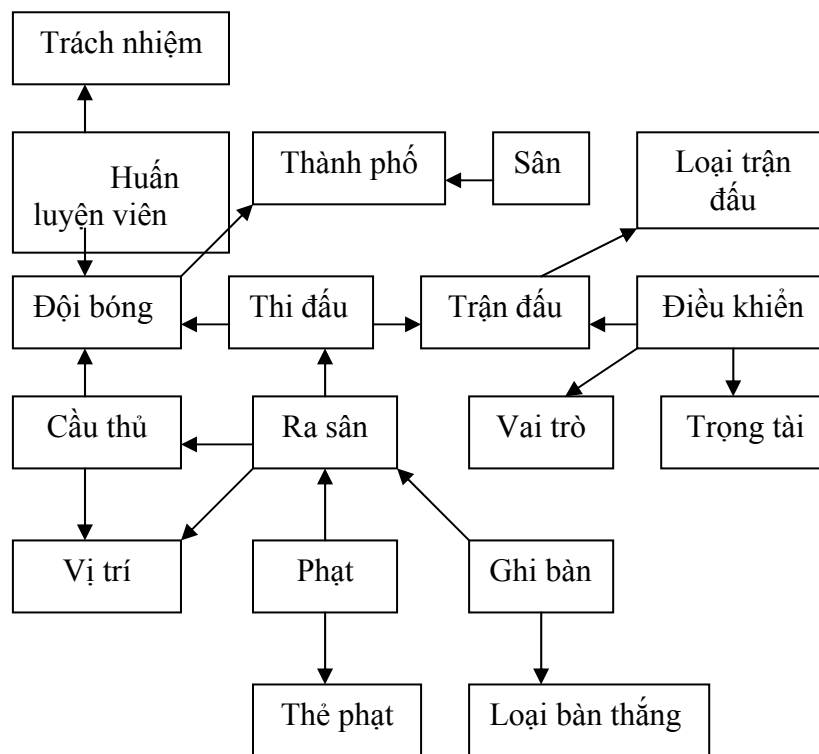 Trách nhiệm
Huấn
luyện viên
Thành phố
Sân
Loại trận
đấu
Đội bóng
Thi đấu
Trận đấu
Điều khiển
Cầu thủ
Ra sân
Vai trò
Trọng tài
Vị trí
Phạt
Ghi bàn
Thẻ phạt
Loại bàn thắng